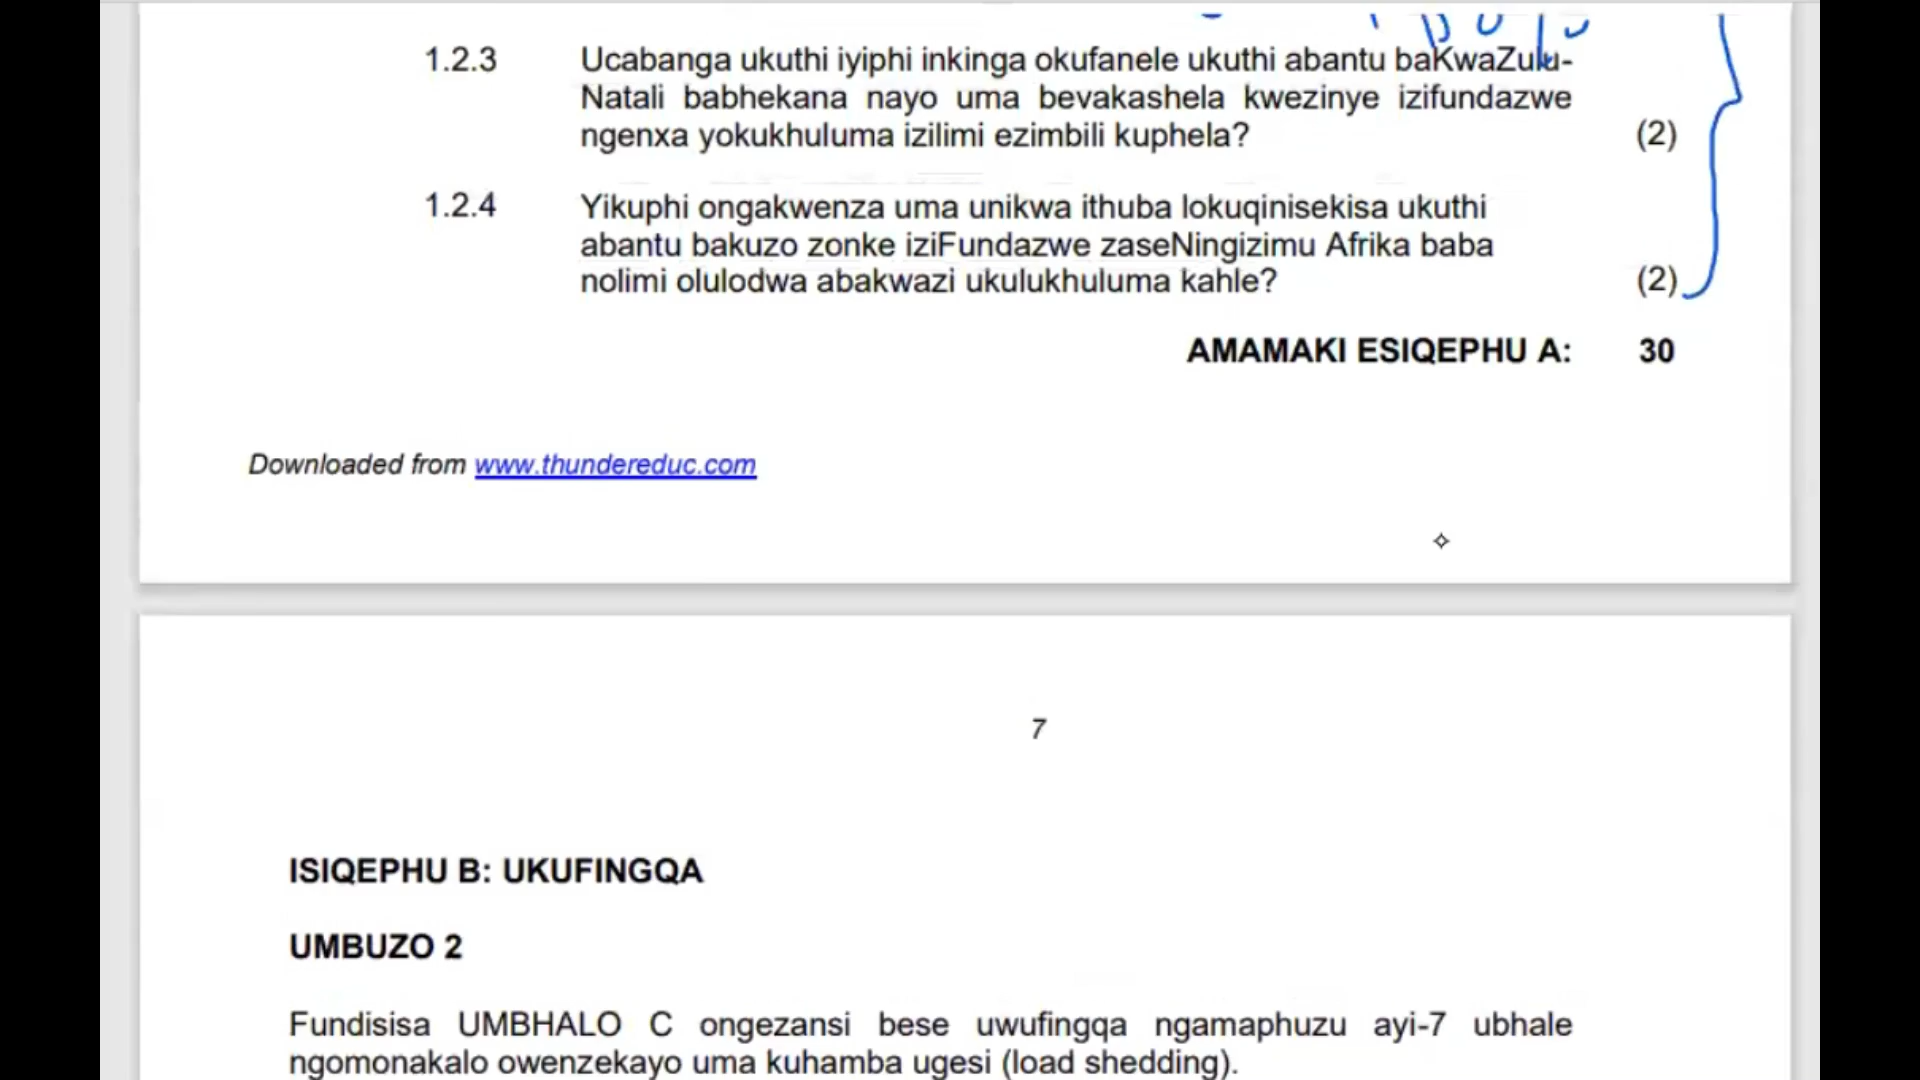 1.2.3 Ucabanga ukuthi iyiphi inkinga okufanele ukuthi abantu baKwaZulu-
Natali babhekana nayo uma bevakashela kwezinye izifundazwe
ngenxa yokukhuluma izilimi ezimbili kuphela? (2)
1.2.4 Yikuphi ongakwenza uma unikwa ithuba lokuqinisekisa ukuthi
abantu bakuzo zonke iziFundazwe zaseNingizimu Afrika baba
nolimi olulodwa abakwazi ukulukhuluma kahle? (2)
AMAMAKI ESIQEPHU A: 30
Downloaded from www.thundereduc.com
7
ISIQEPHU B: UKUFINGQA
UMBUZO 2
Fundisisa UMBHALO C ongezansi bese uwufingqa ngamaphuzu ayi-7 ubhale
ngomonakalo owenzekayo uma kuhamba ugesi (load shedding).